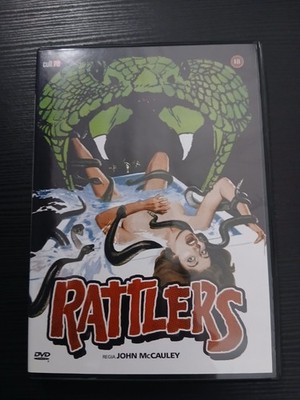 RATTLERS
REGIA JOHN McCAULEY
DVD